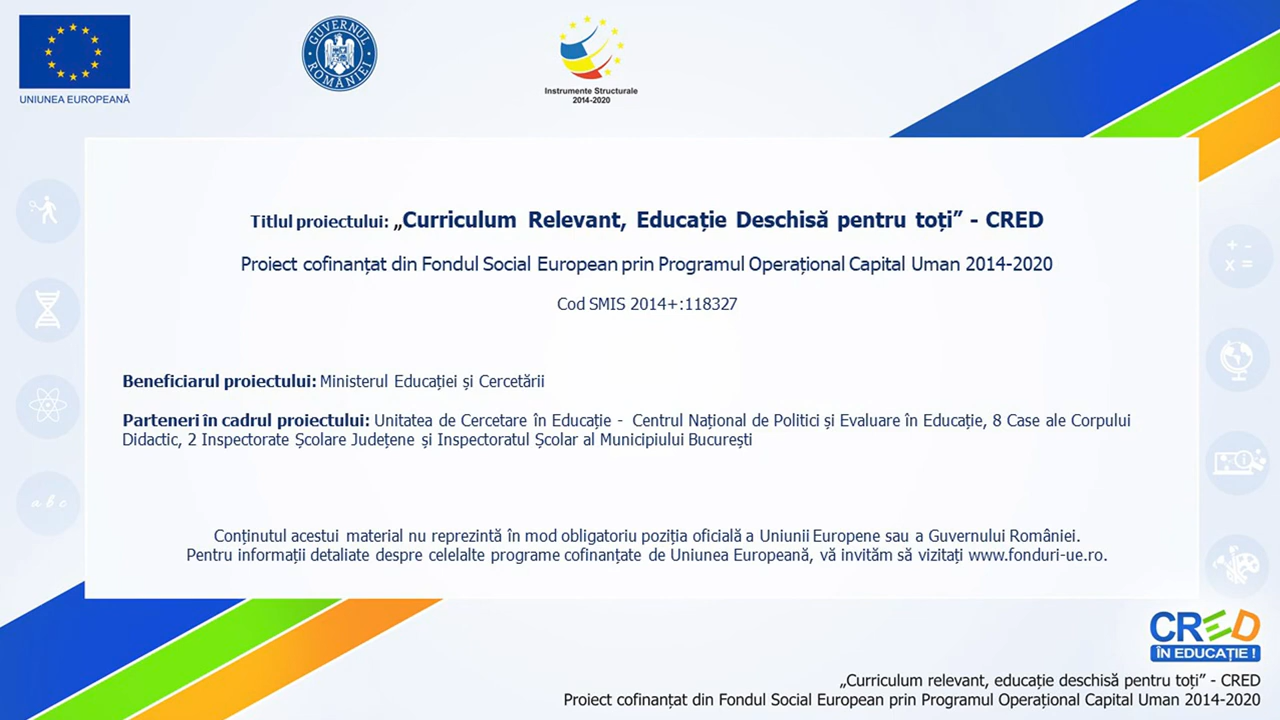 UNIUNEA EUROPEANĂ
GUVERNUL ROMÂNIEI
Instrumente Structurale
2014-2020
Titlul proiectului: „Curriculum Relevant, Educație Deschisă pentru toți” - CRED
Proiect cofinanțat din Fondul Social European prin Programul Operațional Capital Uman 2014-2020
Cod SMIS 2014+:118327
Beneficiarul proiectului: Ministerul Educației și Cercetării
Parteneri în cadrul proiectului: Unitatea de Cercetare în Educație - Centrul Național de Politici și Evaluare în Educație, 8 Case ale Corpului
Didactic, 2 Inspectorate Școlare Județene și Inspectoratul Școlar al Municipiului București
a b c
Conținutul acestui material nu reprezintă în mod obligatoriu poziția oficială a Uniunii Europene sau a Guvernului României.
Pentru informații detaliate despre celelalte programe cofinanțate de Uniunea Europeană, vă invităm să vizitați www.fonduri-ue.ro.
CRED
ÎN EDUCAȚIE !
„Curriculum relevant, educație deschisă pentru toți” - CRED
Proiect cofinanțat din Fondul Social European prin Programul Operațional Capital Uman 2014-2020